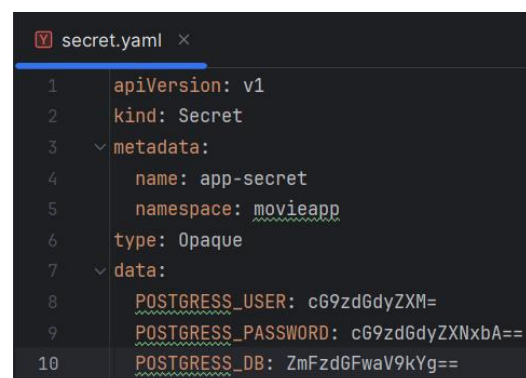 secret.yaml
1 apiVersion: v1
2 kind: Secret
3 metadata:
4 name: app-secret
5 namespace: movieapp
6 type: Opaque
7 data:
8 POSTGRESS_USER: cG9zdGdyZXM=
9 POSTGRESS_PASSWORD: cG9zdGdyZXNxbA==
10 POSTGRESS_DB: ZmFzdGFwaV9kYg==